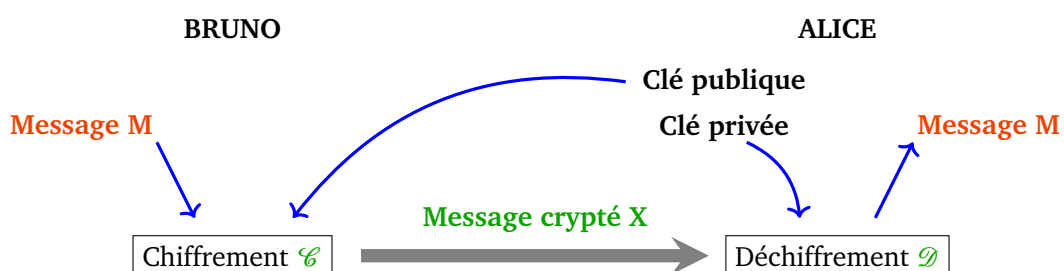 BRUNO
ALICE
Clé publique
Message M
Clé privée
Message M
Message crypté X
Chiffrement 𝒞
Déchiffrement 𝒟